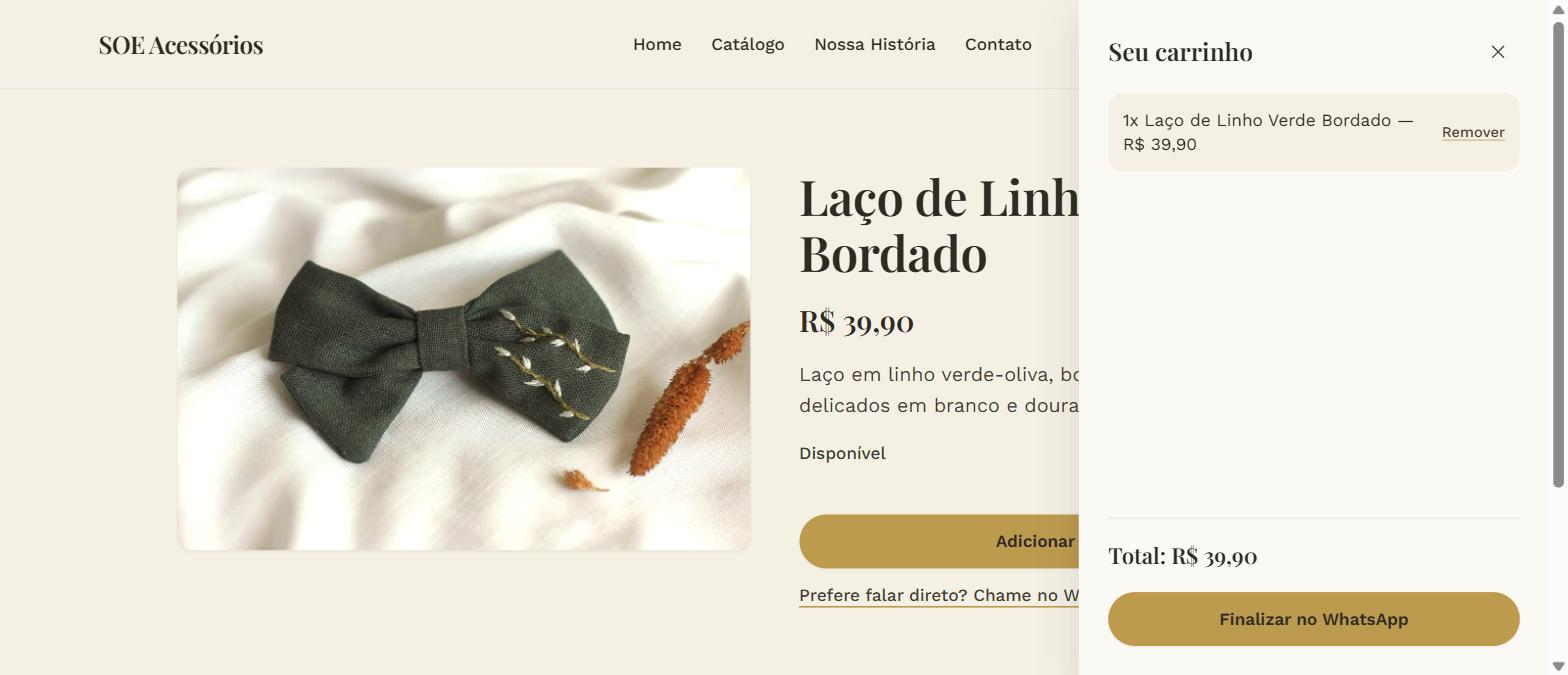 SOE Acessórios
Home
Catálogo
Nossa História
Contato
Laço de Linh
Bordado
R$ 39,90
Laço em linho verde-oliva, bo
delicados em branco e doura
Disponível
Adicionar
Prefere falar direto? Chame no W
Seu carrinho
1x Laço de Linho Verde Bordado —
R$ 39,90
Remover
Total: R$ 39,90
Finalizar no WhatsApp